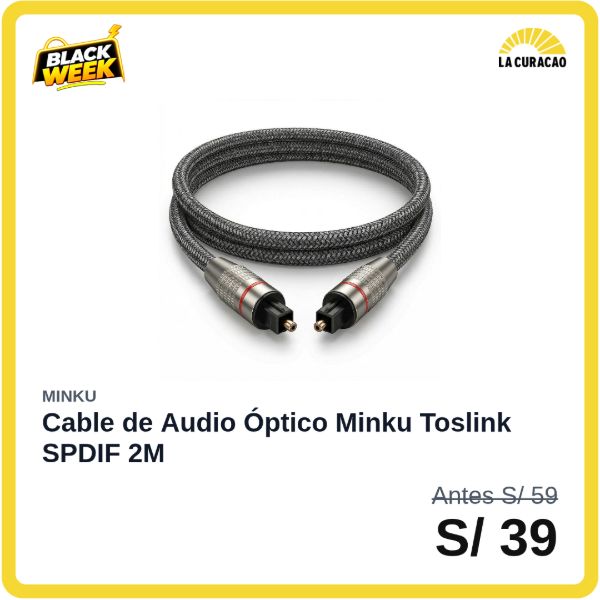 BLACK
WEEK
LA CURACAO
MINKU
Cable de Audio Óptico Minku Toslink
SPDIF 2M
Antes S/ 59
S/ 39